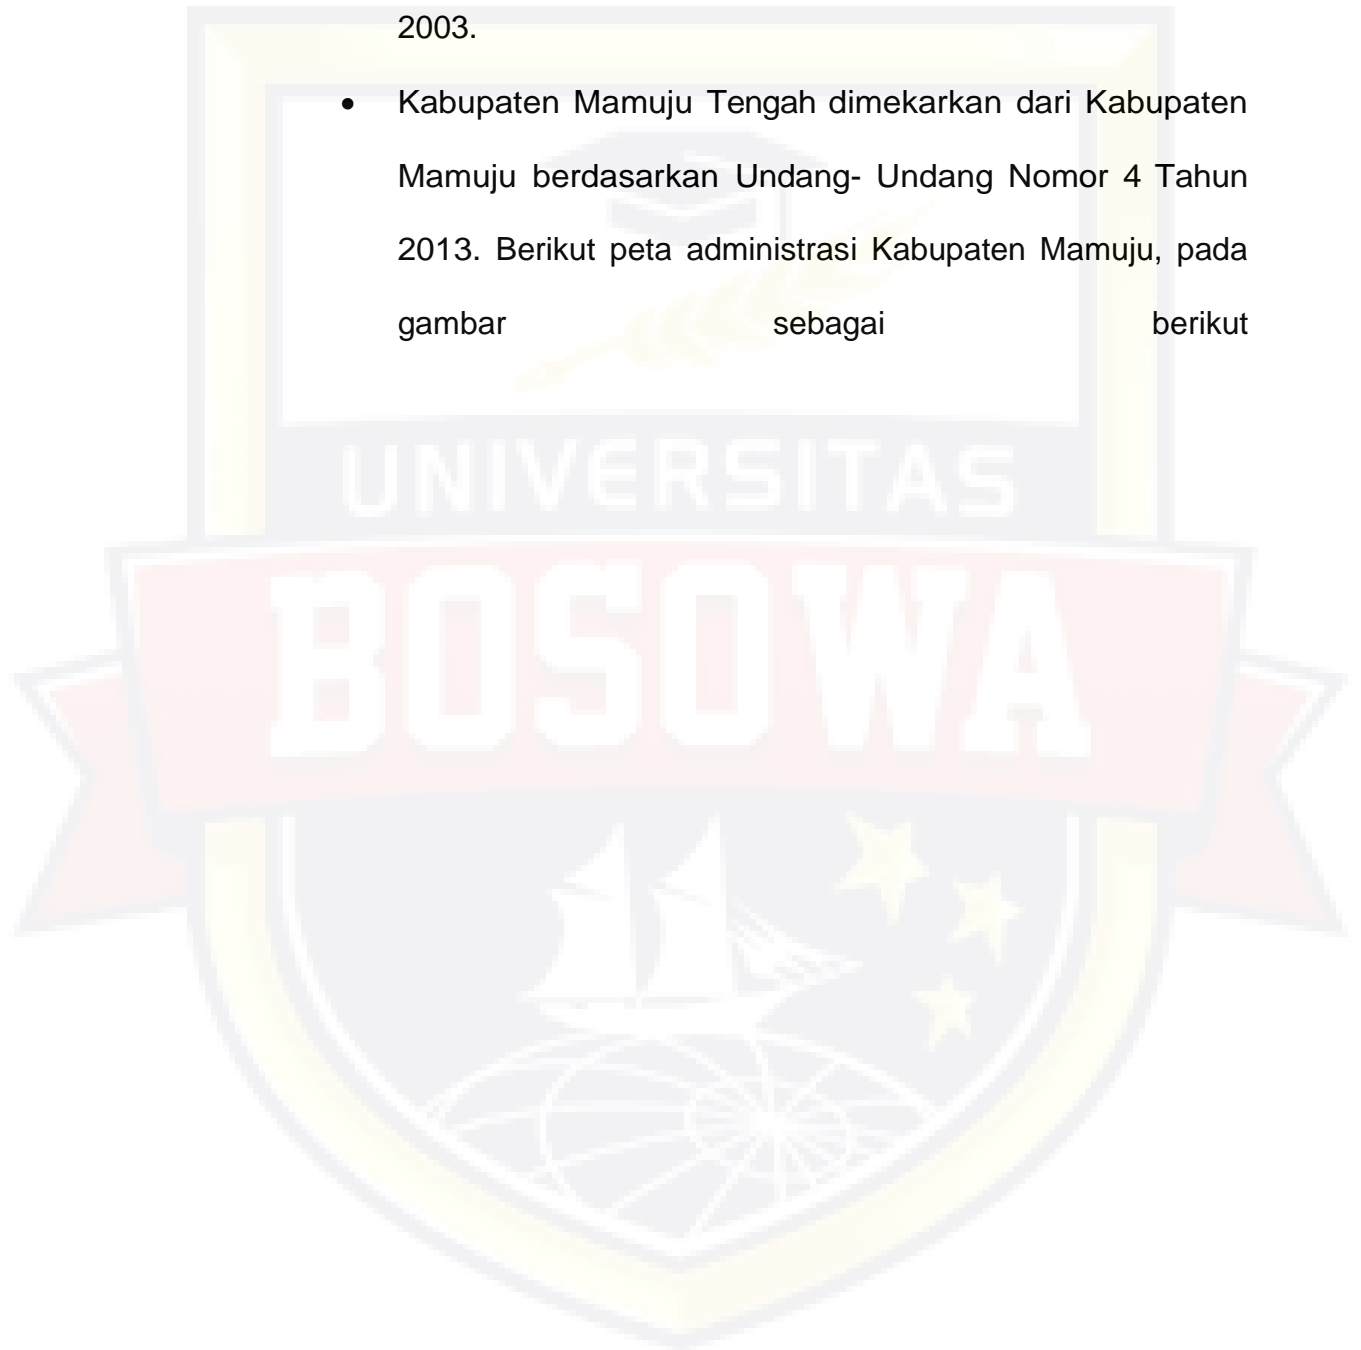 2003.
• Kabupaten Mamuju Tengah dimekarkan dari Kabupaten
Mamuju berdasarkan Undang- Undang Nomor 4 Tahun
2013. Berikut peta administrasi Kabupaten Mamuju, pada
gambar sebagai berikut
UNIVERSITAS
BOSOWA